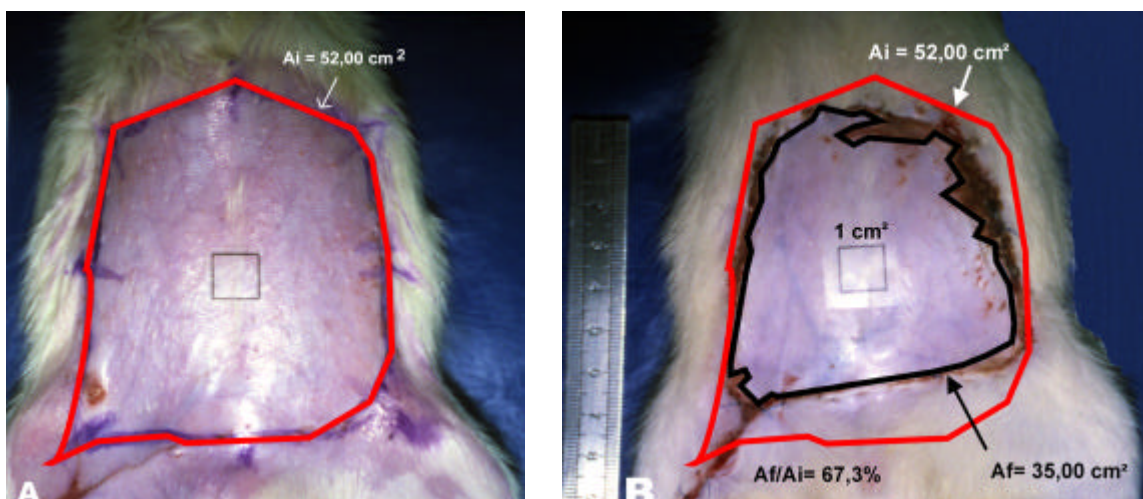 Ai = 52,00 cm²
A
Ai = 52,00 cm²
1 cm²
Af= 35,00 cm²
Af/Ai= 67,3%
B